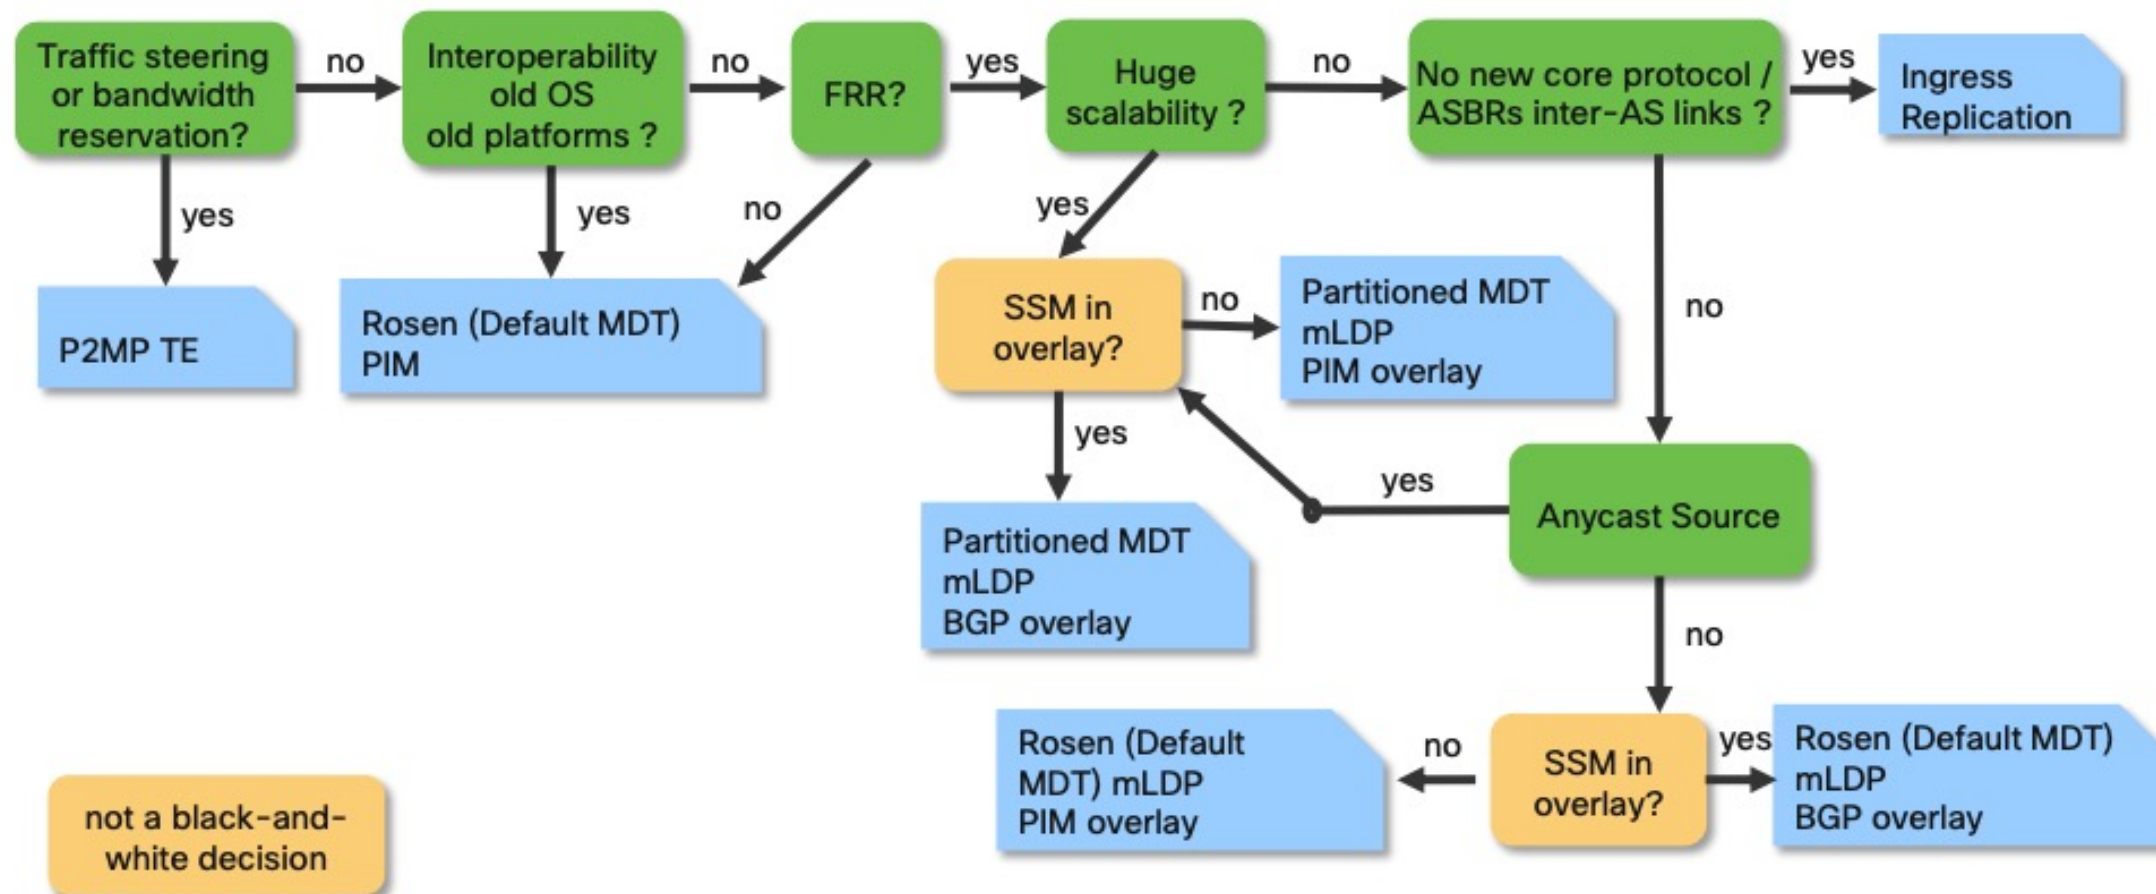 Traffic steering
or bandwidth
reservation?
no
Interoperability
old OS
old platforms ?
no
FRR?
yes
Huge
scalability ?
no
No new core protocol /
ASBRs inter-AS links ?
yes
Ingress
Replication
yes
yes
no
yes
no
P2MP TE
Rosen (Default MDT)
PIM
SSM in
overlay?
no
Partitioned MDT
mLDP
PIM overlay
yes
Partitioned MDT
mLDP
BGP overlay
yes
Anycast Source
no
Rosen (Default
MDT) mLDP
PIM overlay
no
SSM in
overlay?
yes
Rosen (Default MDT)
mLDP
BGP overlay
not a black-and-
white decision